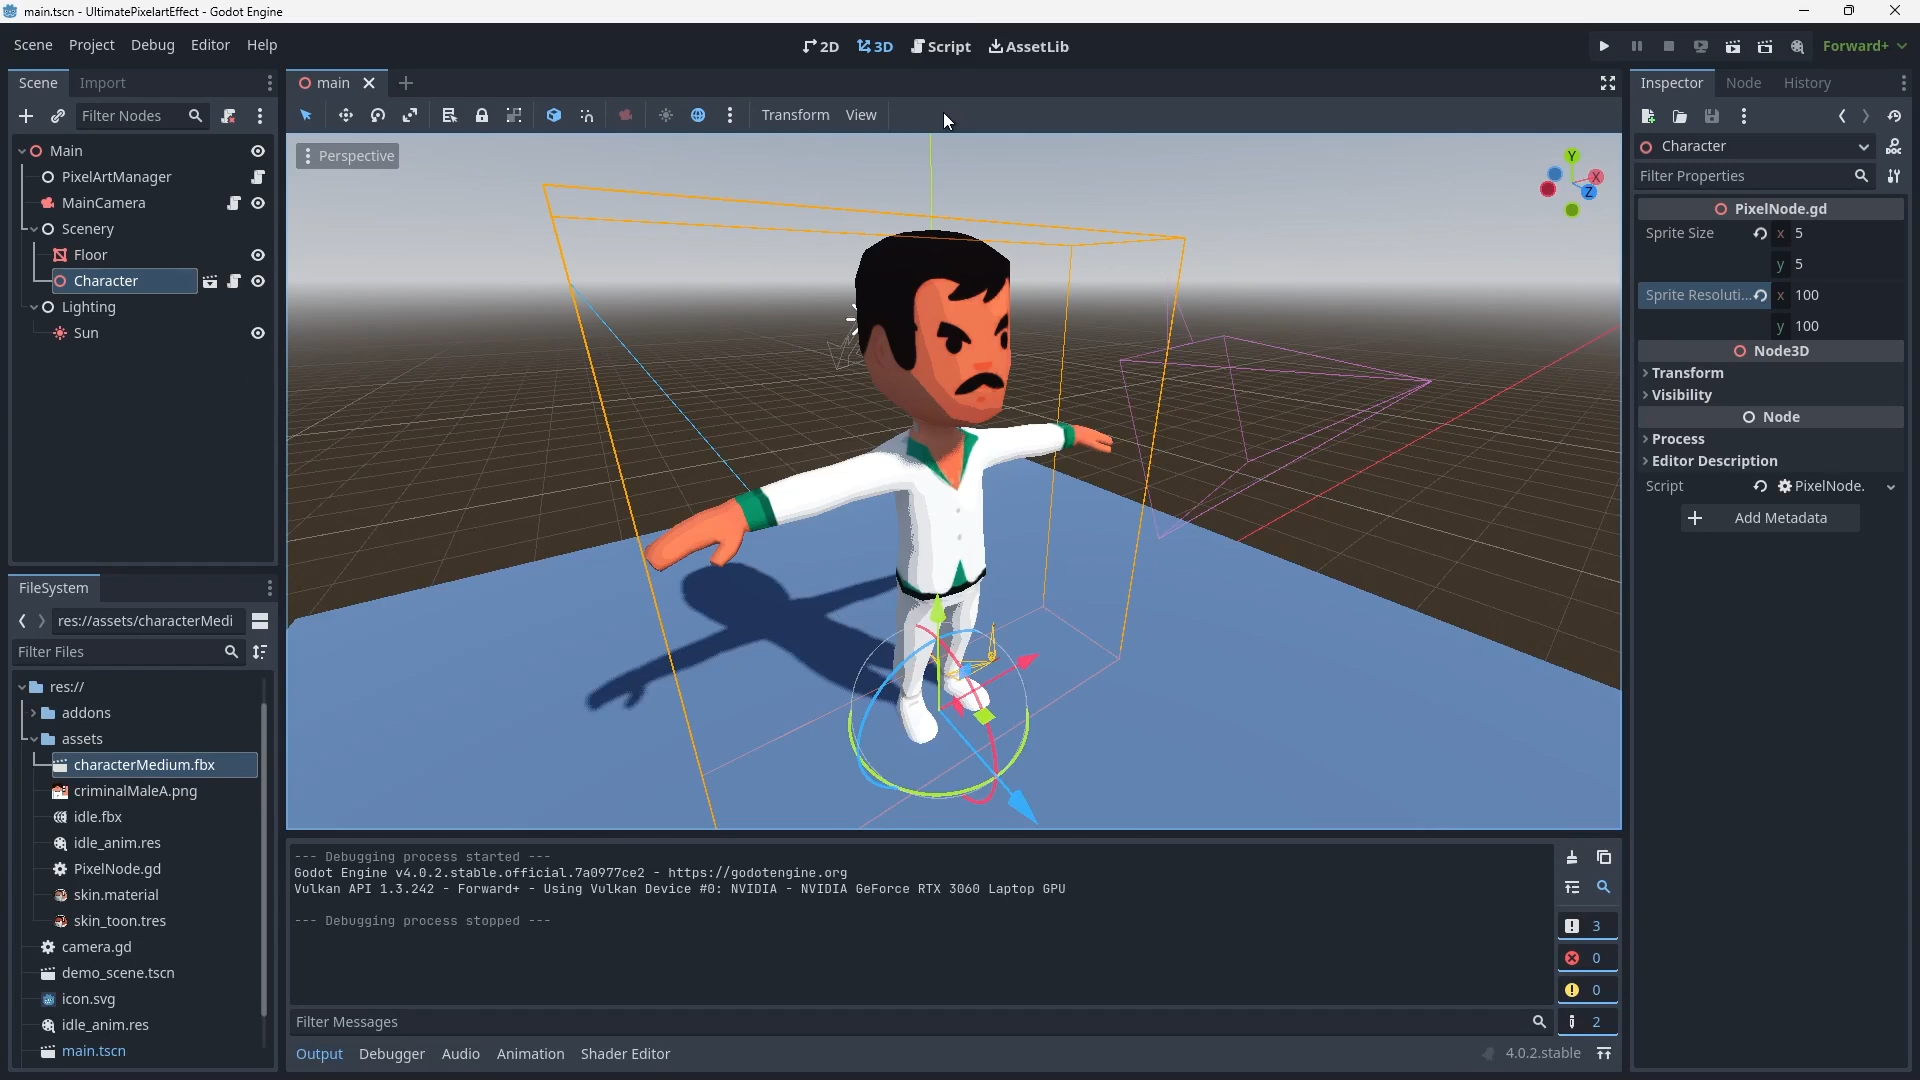 main.tscn - UltimatePixelartEffect - Godot Engine
Scene Project Debug Editor Help
2D 3D Script AssetLib
Forward+
Scene Import
main
Inspector Node History
Filter Nodes
Transform View
Perspective
Y
X
Z
Main
PixelArtManager
MainCamera
Scenery
Floor
Character
Lighting
Sun
Character
Filter Properties
PixelNode.gd
Sprite Size x 5
y 5
Sprite Resoluti... x 100
y 100
Node3D
Transform
Visibility
Node
Process
Editor Description
Script PixelNode.
Add Metadata
FileSystem
res://assets/characterMedi
Filter Files
res://
addons
assets
characterMedium.fbx
criminalMaleA.png
idle.fbx
idle_anim.res
PixelNode.gd
skin.material
skin_toon.tres
camera.gd
demo_scene.tscn
icon.svg
idle_anim.res
main.tscn
--- Debugging process started ---
Godot Engine v4.0.2.stable.official.7a0977ce2 - https://godotengine.org
Vulkan API 1.3.242 - Forward+ - Using Vulkan Device #0: NVIDIA - NVIDIA GeForce RTX 3060 Laptop GPU
--- Debugging process stopped ---
3
0
0
2
Filter Messages
Output Debugger Audio Animation Shader Editor
4.0.2.stable